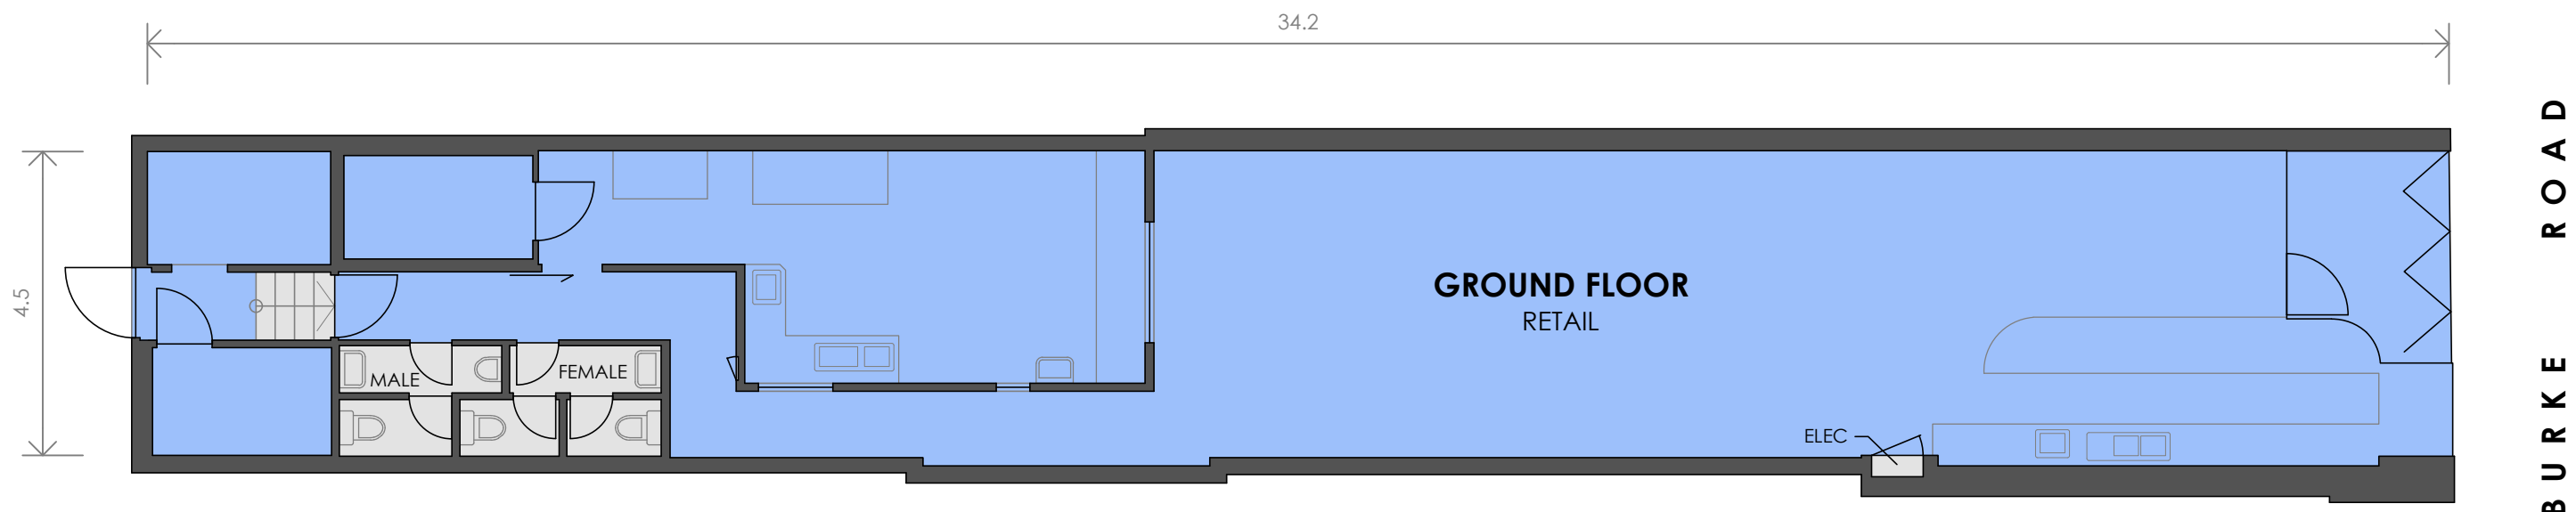 34.2
4.5
GROUND FLOOR
RETAIL
MALE
FEMALE
ELEC
BURKE ROAD